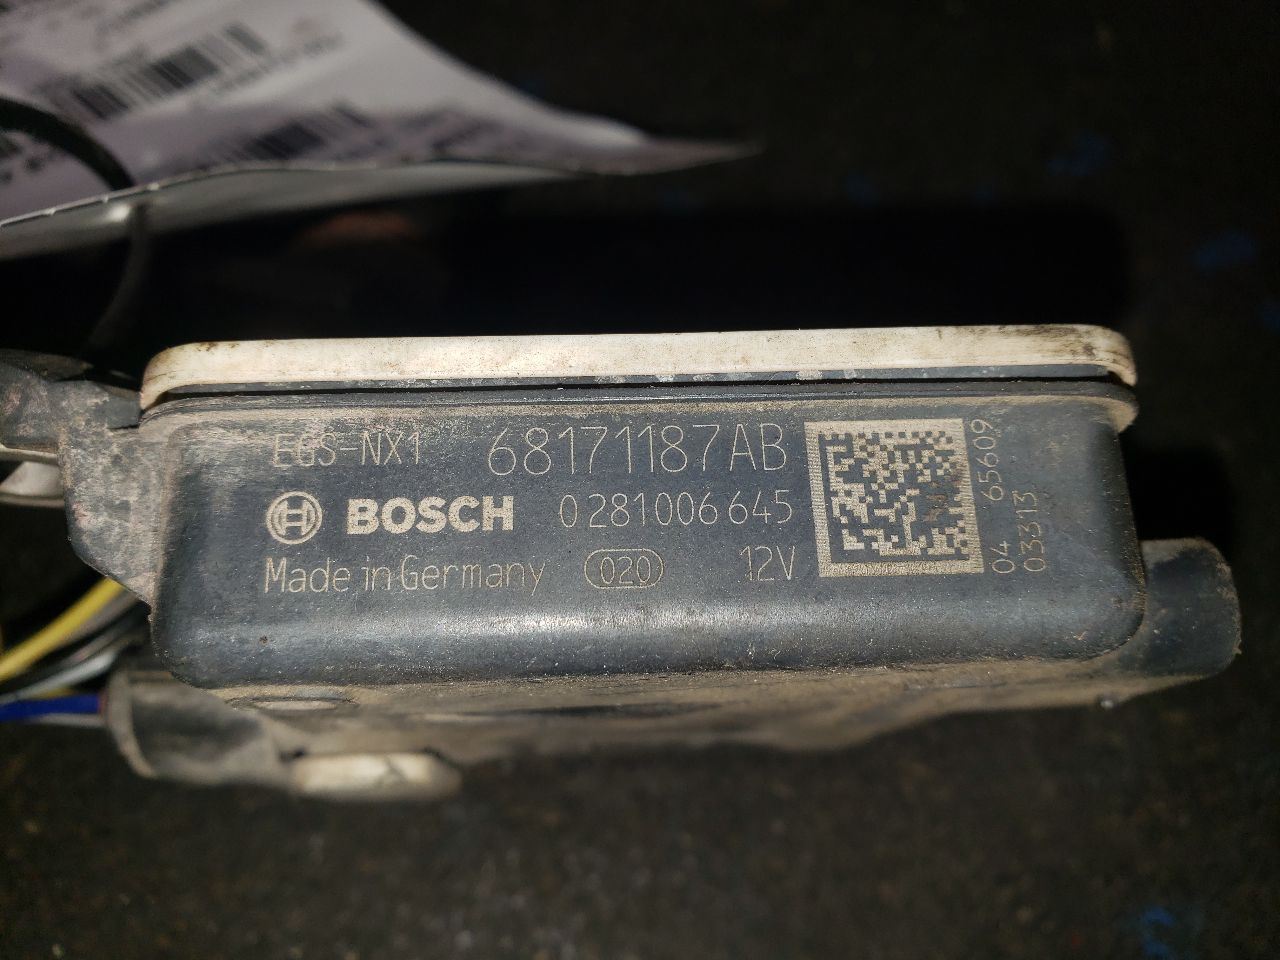 EGS-NX1 68171187AB
BOSCH 0 281 006 645
Made in Germany 020 12V
04 65609
03313